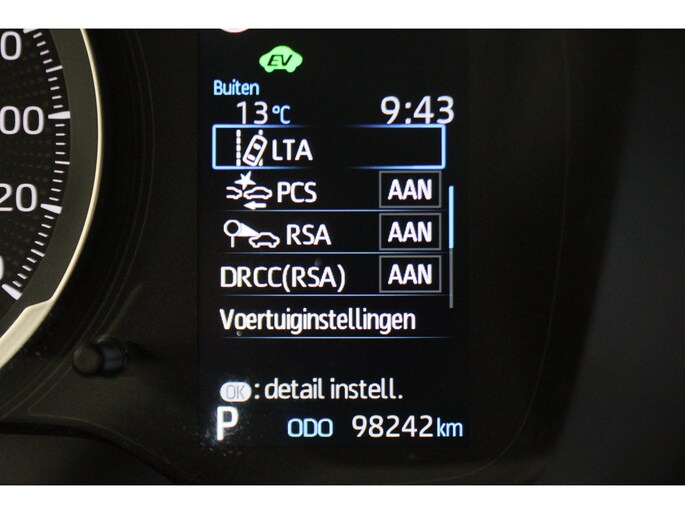 EV
Buiten
13°C 9:43
LTA
PCS AAN
RSA AAN
DRCC(RSA) AAN
Voertuiginstellingen
OK : detail instell.
P ODO 98242 km